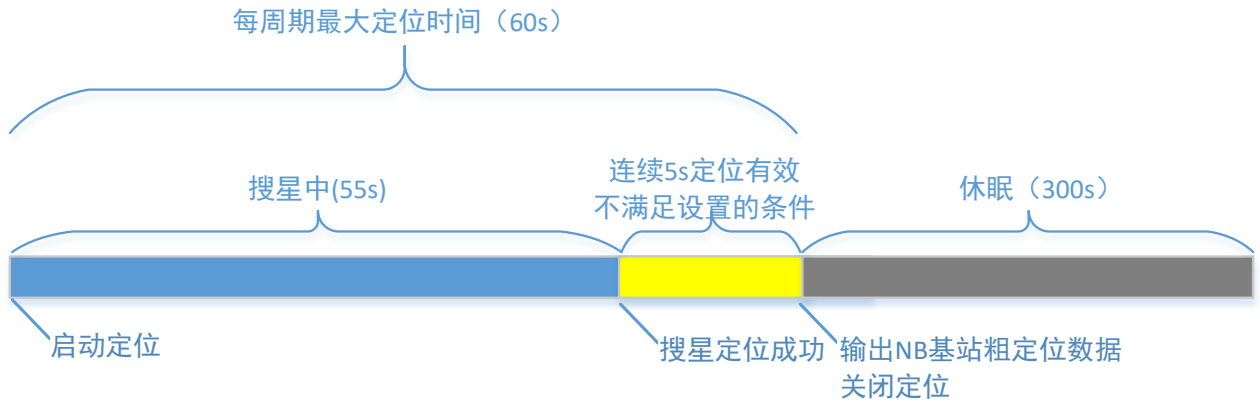 每周期最大定位时间（60s）
搜星中(55s)
连续5s定位有效
不满足设置的条件
休眠（300s）
启动定位
搜星定位成功
输出NB基站粗定位数据
关闭定位